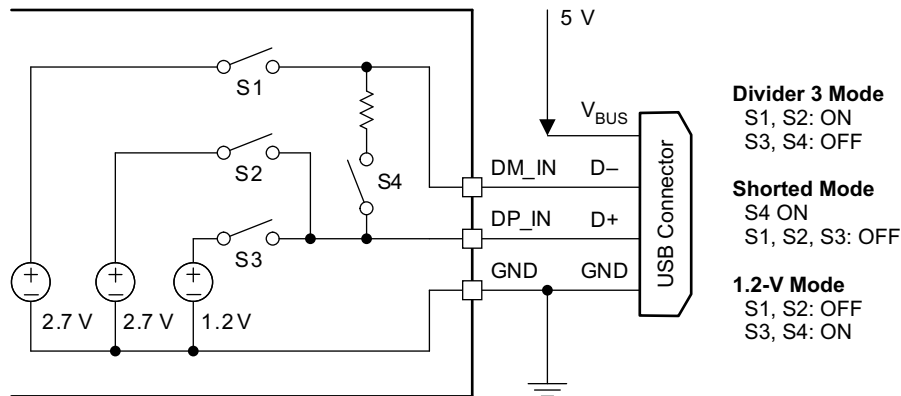 5 V
S1
V_BUS
S2
S4
DM_IN D–
DP_IN D+
S3
GND GND
USB Connector
+
–
+
–
+
–
2.7 V 2.7 V 1.2 V
Divider 3 Mode
S1, S2: ON
S3, S4: OFF
Shorted Mode
S4 ON
S1, S2, S3: OFF
1.2-V Mode
S1, S2: OFF
S3, S4: ON